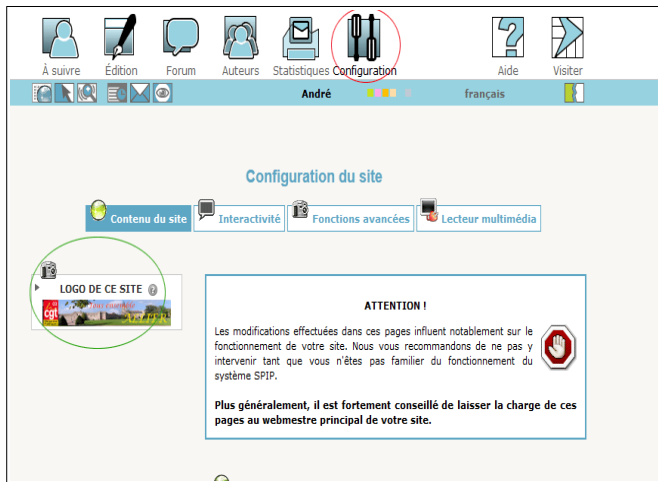 À suivre Édition Forum Auteurs Statistiques Configuration Aide Visiter
André français
Configuration du site
Contenu du site Interactivité Fonctions avancées Lecteur multimédia
LOGO DE CE SITE ?
cgt
ATTENTION !
Les modifications effectuées dans ces pages influent notablement sur le
fonctionnement de votre site. Nous vous recommandons de ne pas y
intervenir tant que vous n'êtes pas familier du fonctionnement du
système SPIP.
Plus généralement, il est fortement conseillé de laisser la charge de ces
pages au webmestre principal de votre site.